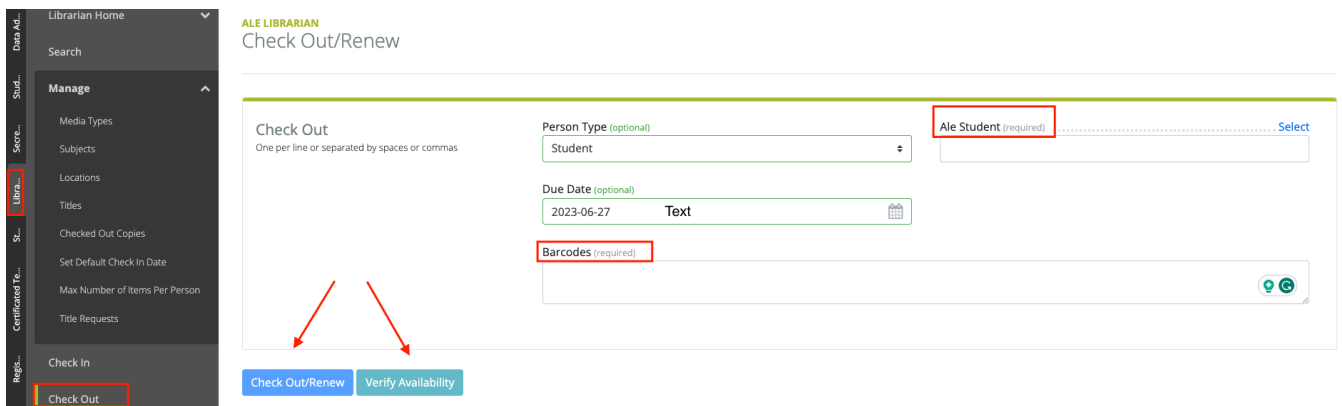 Data Ad...
Stud...
Secre...
Libra...
St...
Certificated Te...
Regis...
Librarian Home
Search
Manage
Media Types
Subjects
Locations
Titles
Checked Out Copies
Set Default Check In Date
Max Number of Items Per Person
Title Requests
Check In
Check Out
ALE LIBRARIAN
Check Out/Renew
Check Out
One per line or separated by spaces or commas
Person Type (optional)
Student
Ale Student (required)
Select
Due Date (optional)
2023-06-27
Text
Barcodes (required)
Check Out/Renew
Verify Availability